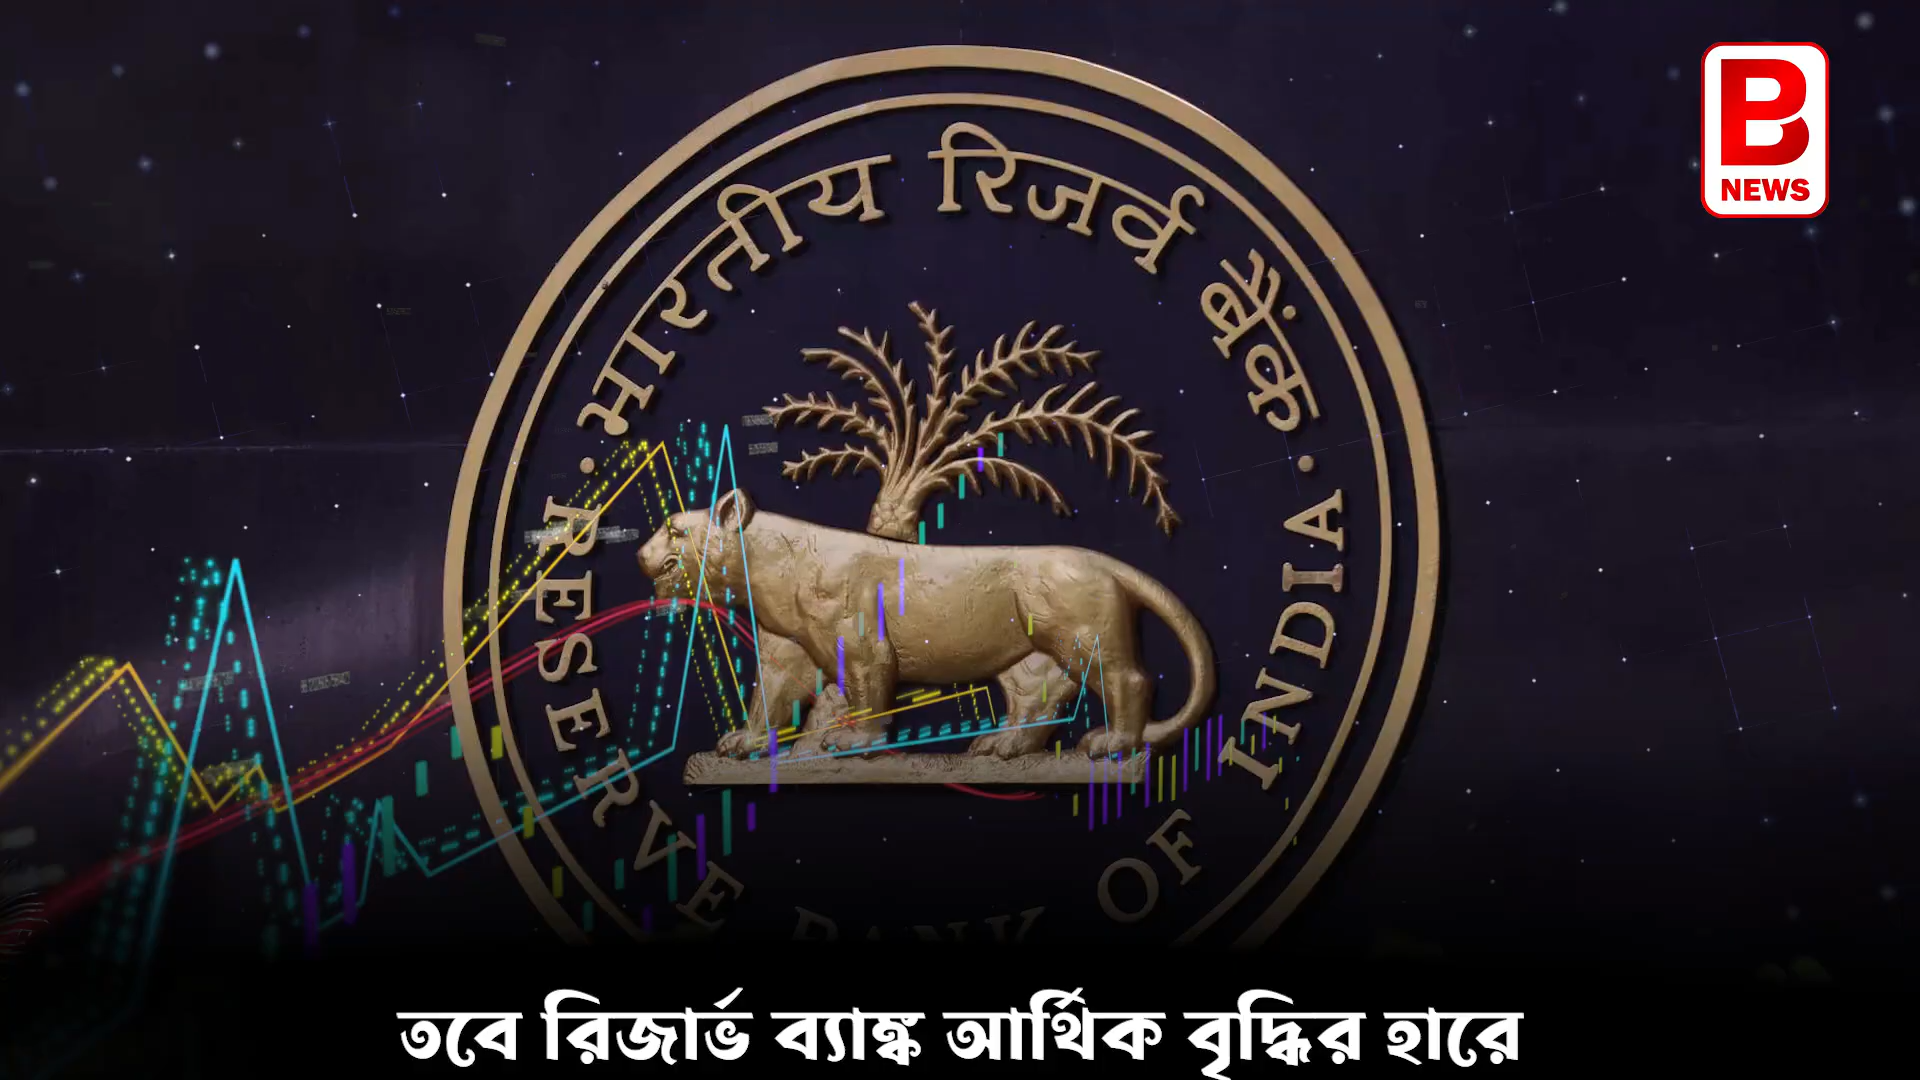 B
NEWS
भारतीय रिज़र्व बैंक
RESERVE BANK OF INDIA
তবে রিজার্ভ ব্যাঙ্ক আর্থিক বৃদ্ধির হারে